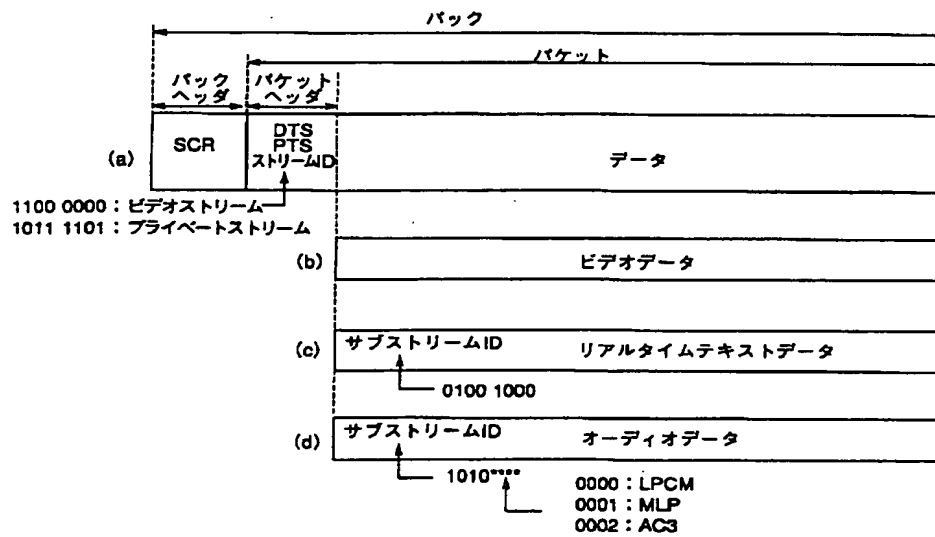 パック
パケット
パック
ヘッダ
パケット
ヘッダ
(a)
SCR
DTS
PTS
ストリームID
データ
1100 0000：ビデオストリーム
1011 1101：プライベートストリーム
(b)
ビデオデータ
(c)
サブストリームID
リアルタイムテキストデータ
0100 1000
(d)
サブストリームID
オーディオデータ
1010****
0000：LPCM
0001：MLP
0002：AC3